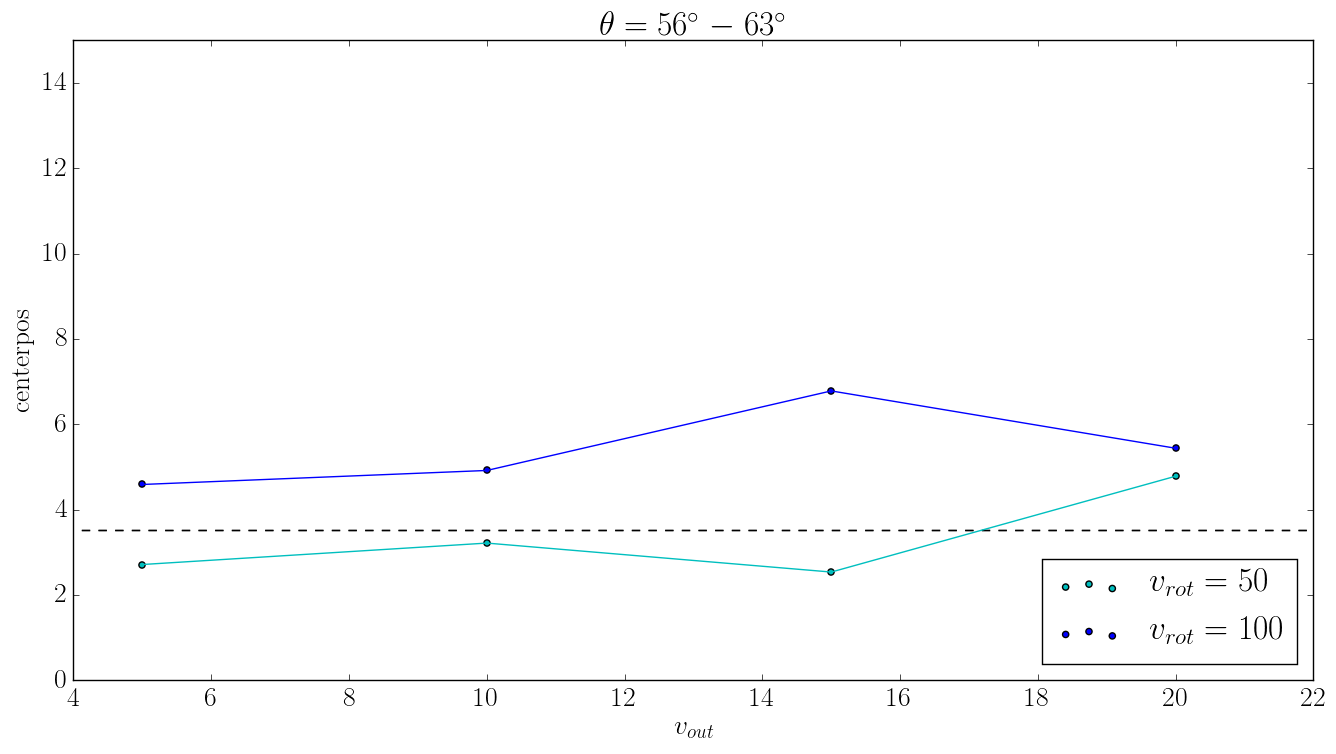 θ = 56° − 63°
14
12
10
8
6
4
2
0
centerpos
4 6 8 10 12 14 16 18 20 22
v_out
v_rot = 50
v_rot = 100